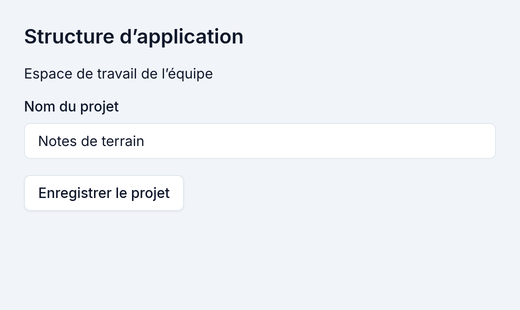 Structure d’application
Espace de travail de l’équipe
Nom du projet
Notes de terrain
Enregistrer le projet